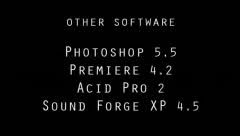 OTHER SOFTWARE
PHOTOSHOP 5.5
PREMIERE 4.2
ACID PRO 2
SOUND FORGE XP 4.5